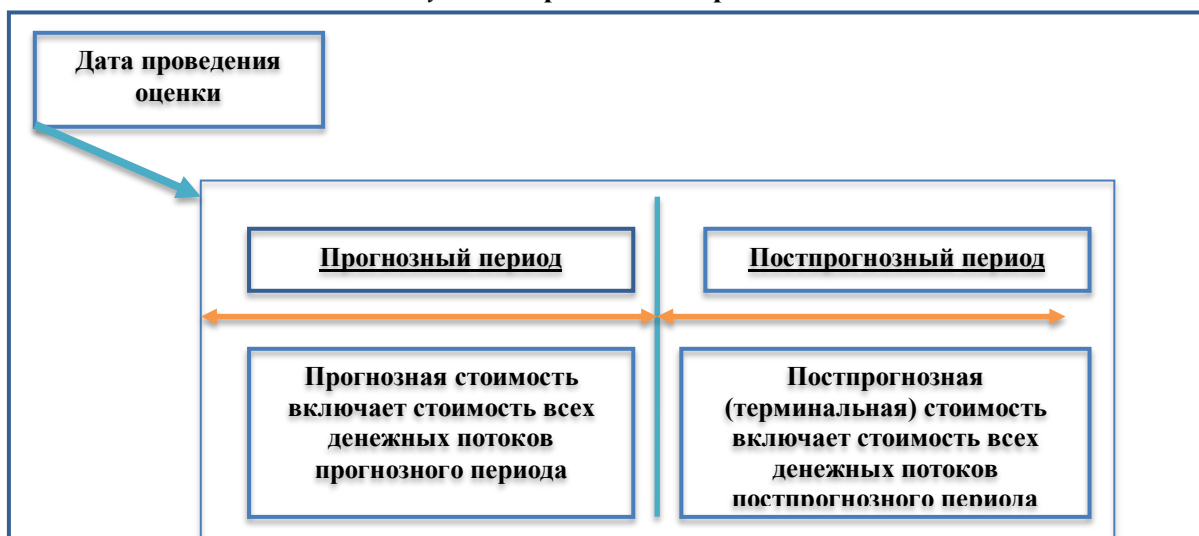 Дата проведения
оценки
Прогнозный период
Постпрогнозный период
Прогнозная стоимость
включает стоимость всех
денежных потоков
прогнозного периода
Постпрогнозная
(терминальная) стоимость
включает стоимость всех
денежных потоков
постпрогнозного периода